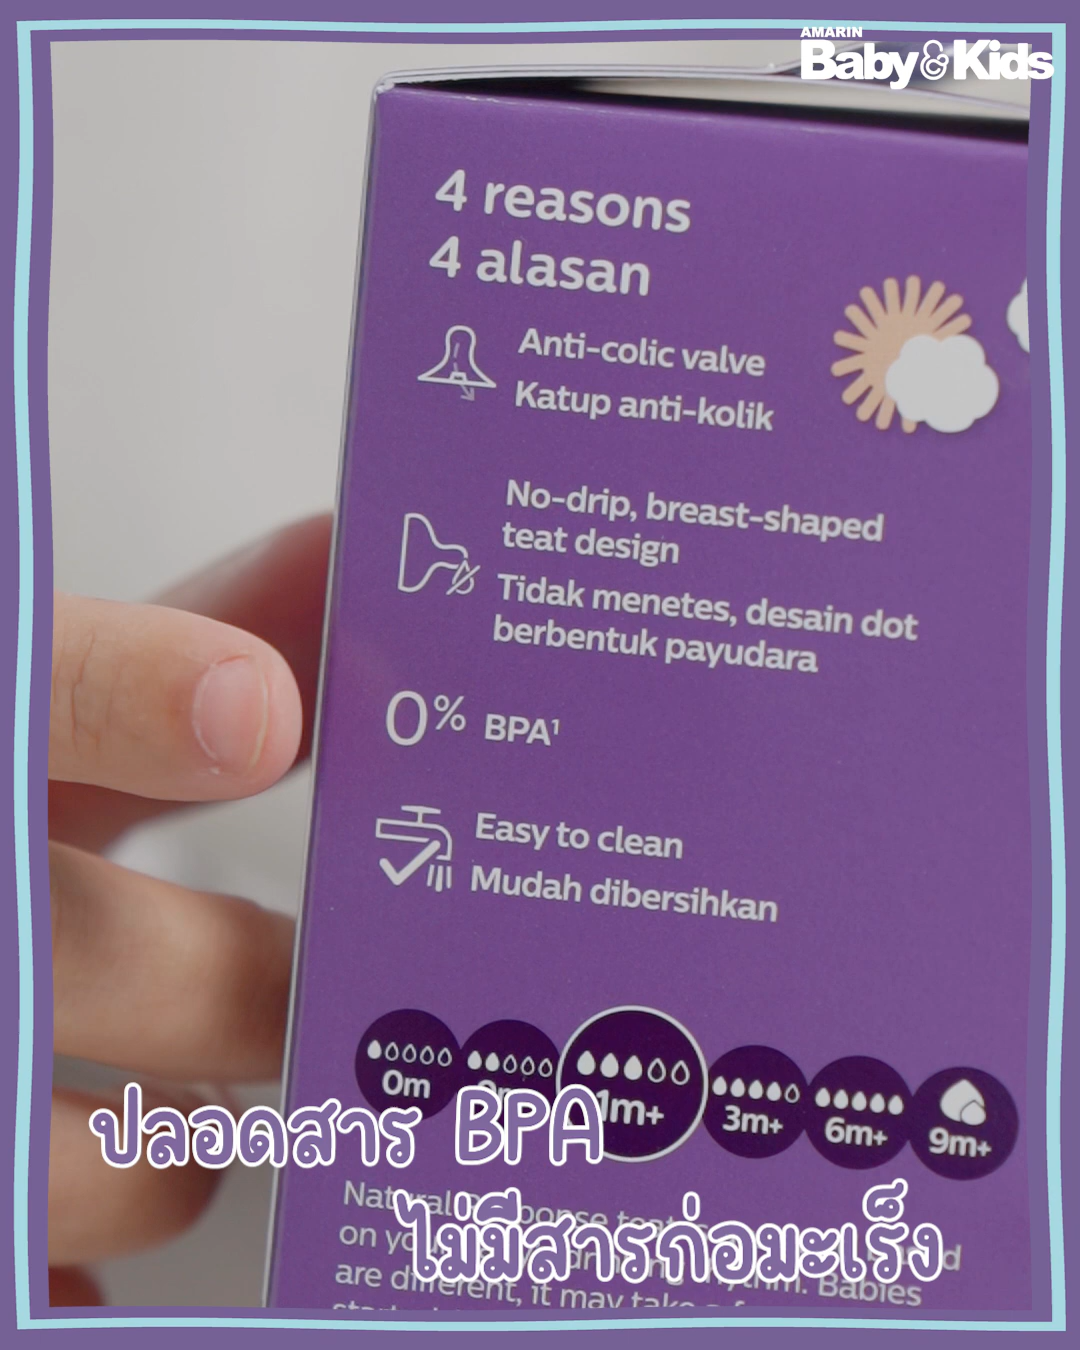 AMARIN
Baby & Kids
4 reasons
4 alasan
Anti-colic valve
Katup anti-kolik
No-drip, breast-shaped
teat design
Tidak menetes, desain dot
berbentuk payudara
0% BPA¹
Easy to clean
Mudah dibersihkan
0m
1m+
3m+
6m+
9m+
ปลอดสาร BPA
ไม่มีสารก่อมะเร็ง
Natural
on
are different, it may take a
Babies